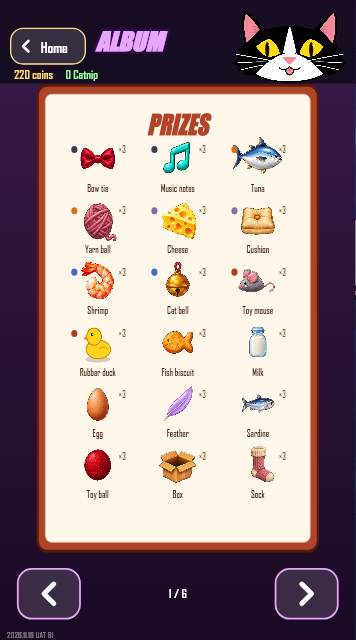 Home
ALBUM
220 coins
0 Catnip
PRIZES
×3 ×3 ×3
Bow tie Music notes Tuna
×3 ×3 ×3
Yarn ball Cheese Cushion
×3 ×3 ×3
Shrimp Cat bell Toy mouse
×3 ×3 ×3
Rubber duck Fish biscuit Milk
×3 ×3 ×3
Egg Feather Sardine
×3 ×3 ×3
Toy ball Box Sock
1 / 6